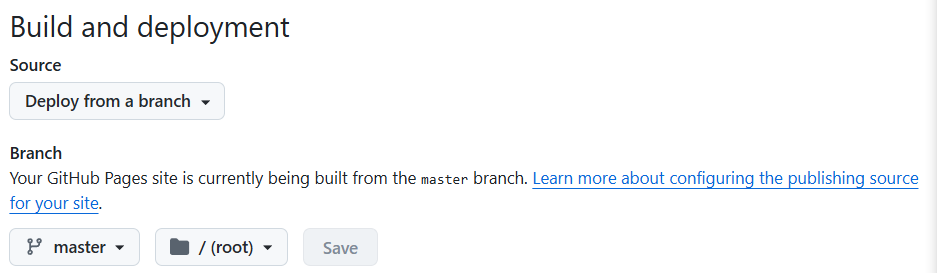 Build and deployment
Source
Deploy from a branch
Branch
Your GitHub Pages site is currently being built from the master branch. Learn more about configuring the publishing source
for your site.
master / (root) Save